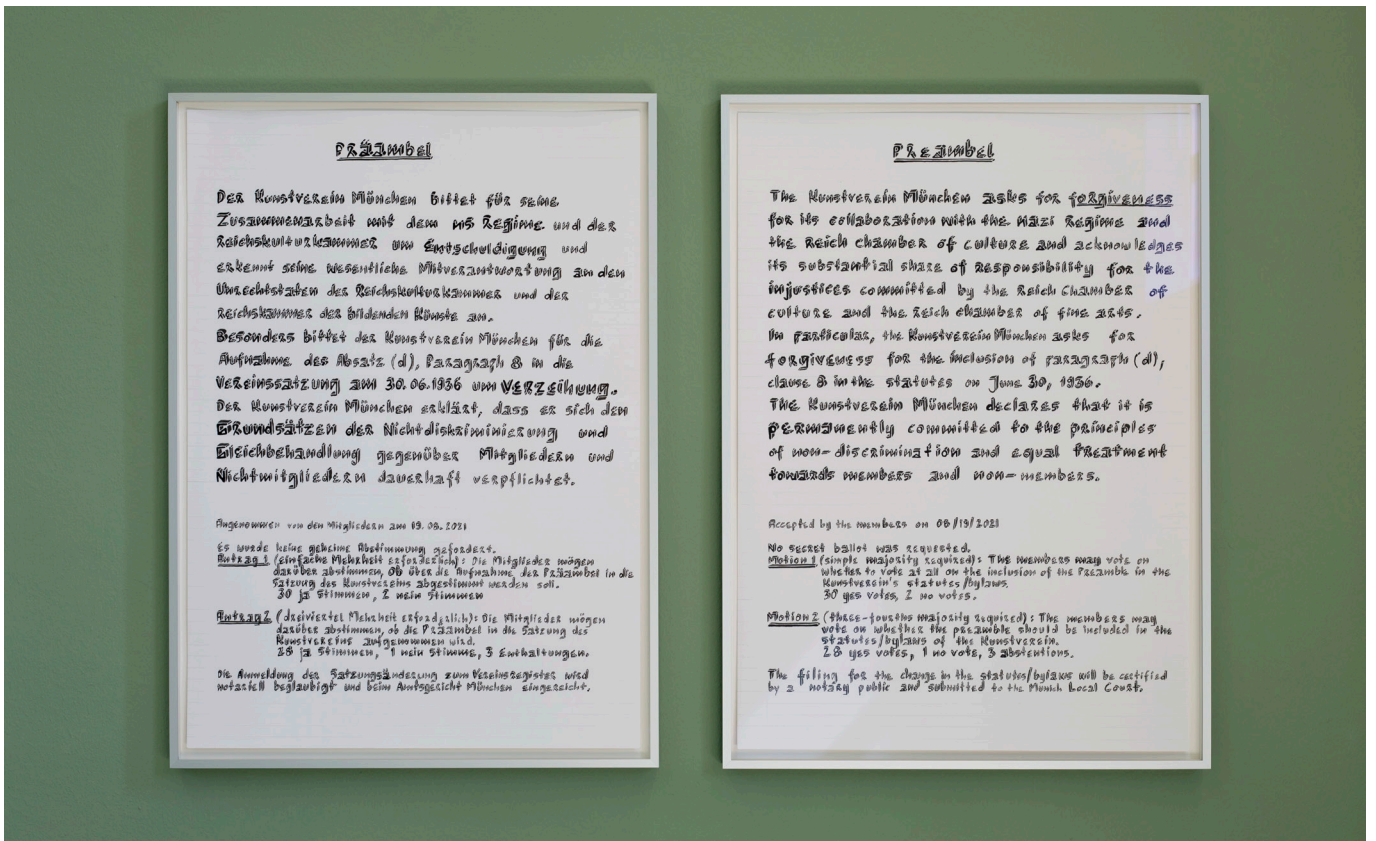 Präambel
Der Kunstverein München bittet für seine
Zusammenarbeit mit dem NS Regime und der
Reichskulturkammer um Entschuldigung und
erkennt seine wesentliche Mitverantwortung an den
Unrechtstaten der Reichskulturkammer und der
Reichskammer der bildenden Künste an.
Besonders bittet der Kunstverein München für die
Aufnahme des Absatz (d), Paragraph 8 in die
Vereinssatzung am 30.06.1936 um Verzeihung.
Der Kunstverein München erklärt, dass er sich den
Grundsätzen der Nichtdiskriminierung und
Gleichbehandlung gegenüber Mitgliedern und
Nichtmitgliedern dauerhaft verpflichtet.
Angenommen von den Mitgliedern am 19.08.2021
Es wurde keine geheime Abstimmung gefordert.
Antrag 1 (einfache Mehrheit erforderlich): Die Mitglieder mögen
darüber abstimmen, ob über die Aufnahme der Präambel in die
Satzung des Kunstvereins abgestimmt werden soll.
30 ja Stimmen, 2 nein Stimmen
Antrag 2 (dreiviertel Mehrheit erforderlich): Die Mitglieder mögen
darüber abstimmen, ob die Präambel in die Satzung des
Kunstvereins aufgenommen wird.
28 ja Stimmen, 1 nein Stimme, 3 Enthaltungen.
Die Anmeldung der Satzungsänderung zum Vereinsregister wird
notariell beglaubigt und beim Amtsgericht München eingereicht.
Preambel
The Kunstverein München asks for forgiveness
for its collaboration with the Nazi Regime and
the Reich chamber of culture and acknowledges
its substantial share of responsibility for the
injustices committed by the Reich Chamber of
culture and the Reich chamber of fine arts.
In particular, the Kunstverein München asks for
forgiveness for the inclusion of paragraph (d),
clause 8 in the statutes on June 30, 1936.
The Kunstverein München declares that it is
permanently committed to the principles
of non-discrimination and equal treatment
towards members and non-members.
Accepted by the members on 08/19/2021
No secret ballot was requested.
Motion 1 (simple majority required): The members may vote on
whether to vote at all on the inclusion of the Preamble in the
Kunstverein's statutes/bylaws.
30 yes votes, 2 no votes.
Motion 2 (three-fourths majority required): The members may
vote on whether the preamble should be included in the
statutes/bylaws of the Kunstverein.
28 yes votes, 1 no vote, 3 abstentions.
The filing for the change in the statutes/bylaws will be certified
by a notary public and submitted to the Munich Local Court.